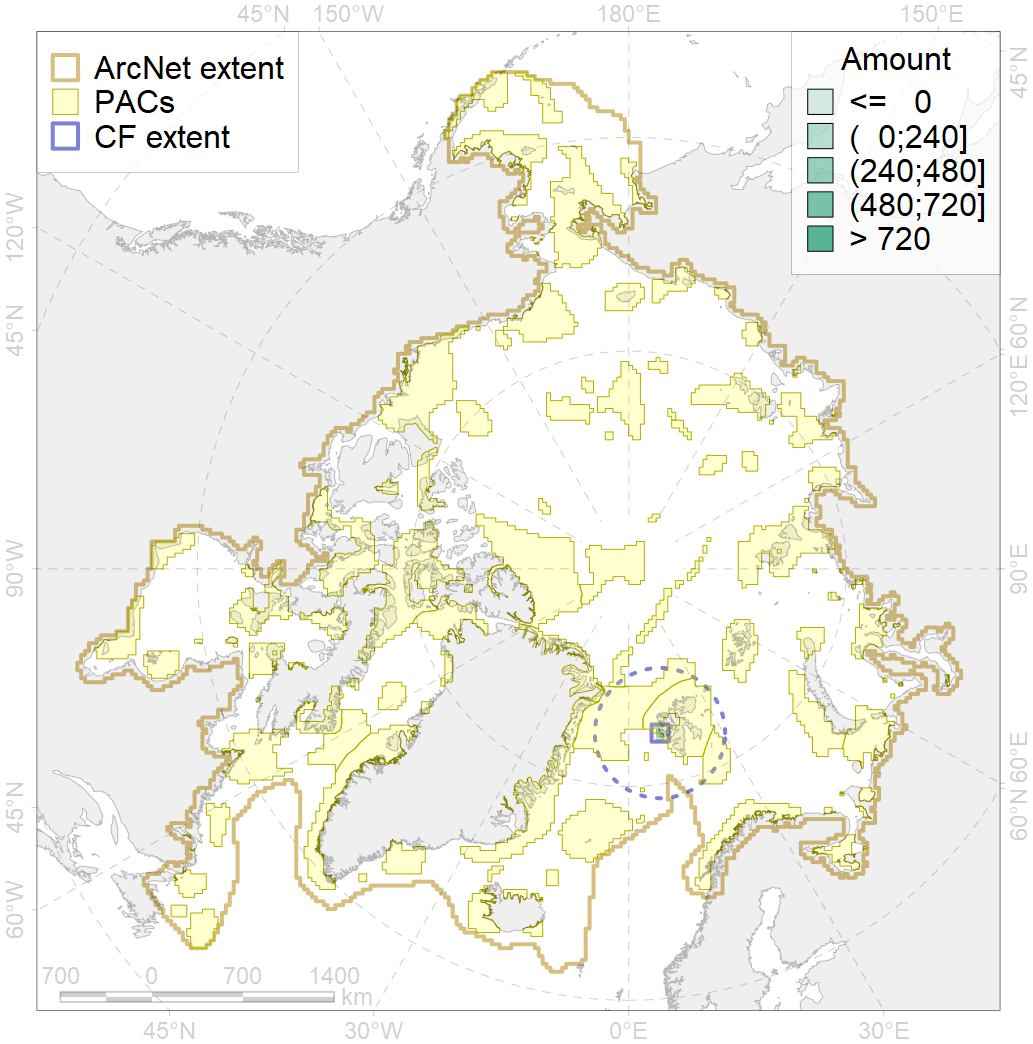 45°N 150°W 180°E 150°E
ArcNet extent
PACs
CF extent
Amount
<= 0
( 0;240]
(240;480]
(480;720]
> 720
45°N
120°W
60°N
45°N
120°E
90°W
90°E
60°E
45°N
60°N
60°W
700 0 700 1400
km
45°N 30°W 0°E 30°E